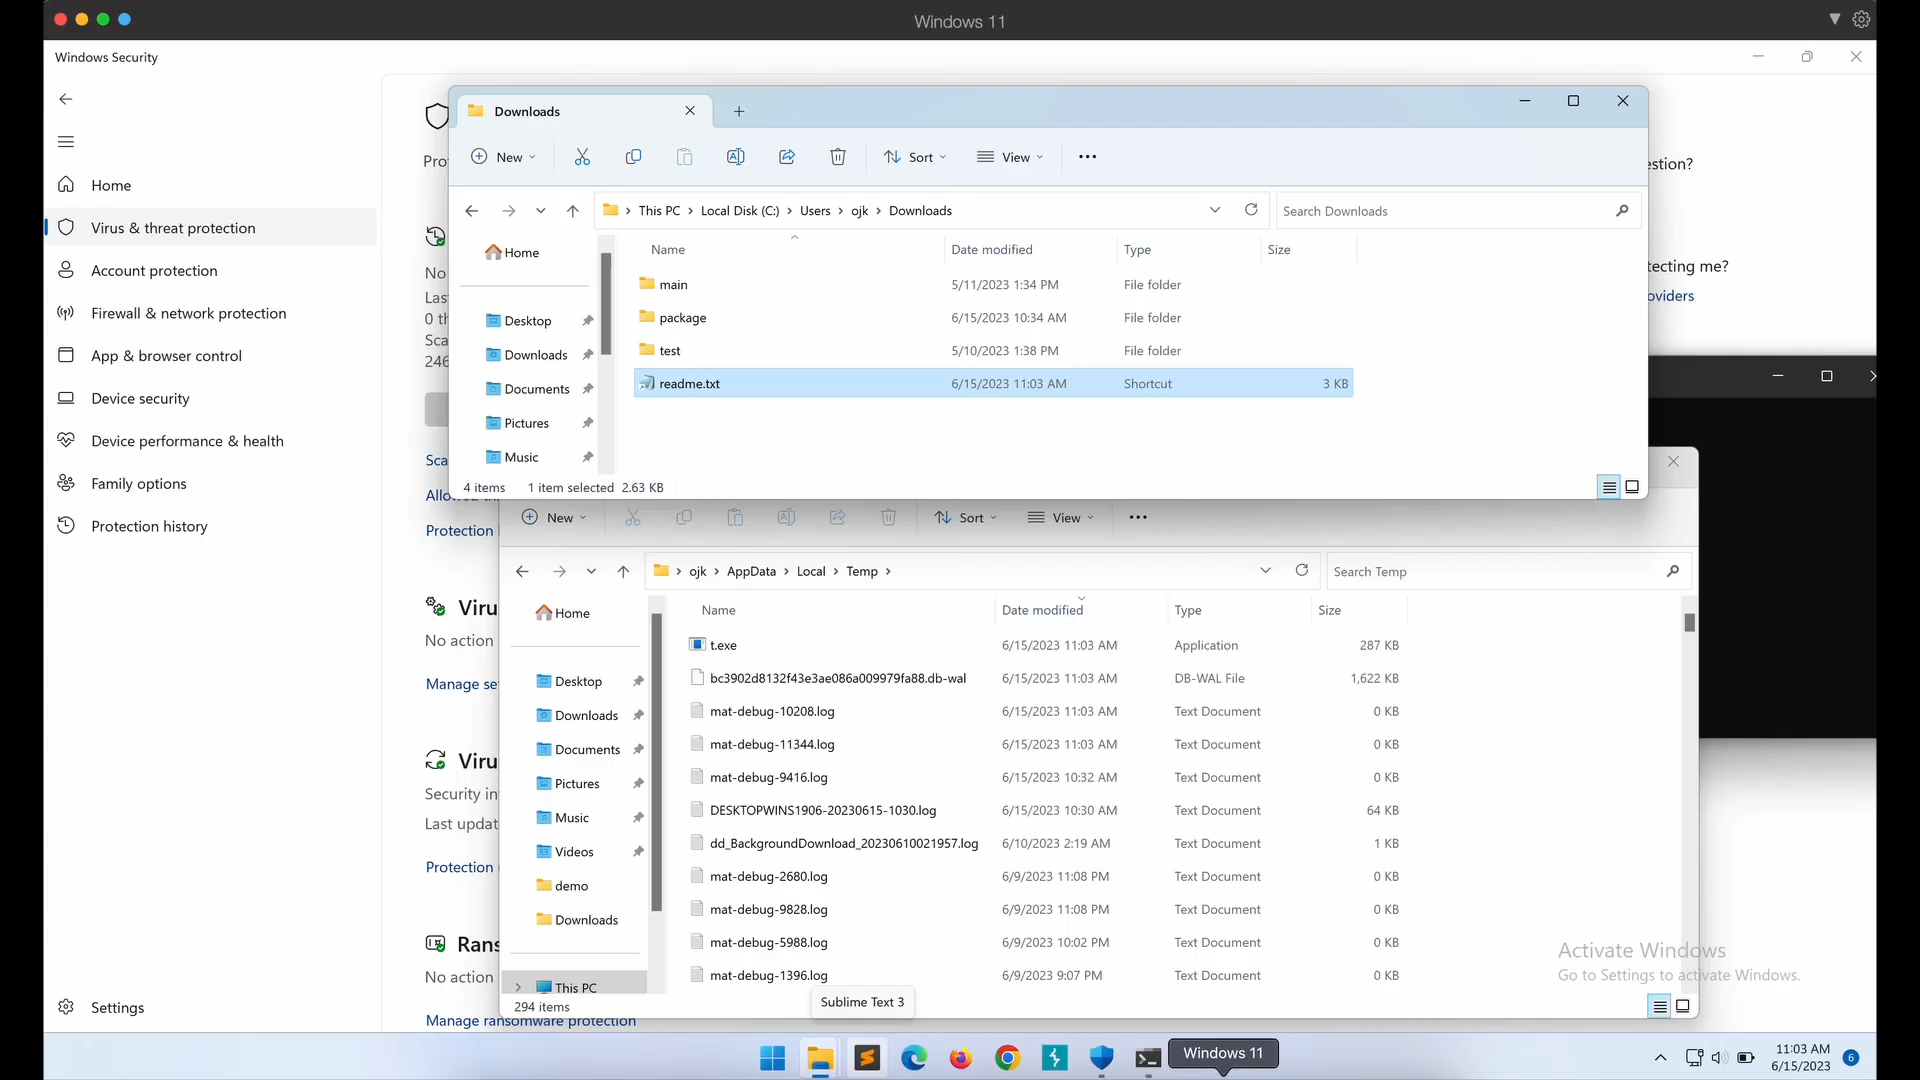 Windows 11
Windows Security
Home
Virus & threat protection
Account protection
Firewall & network protection
App & browser control
Device security
Device performance & health
Family options
Protection history
Settings
Downloads
New
Sort
View
This PC
Local Disk (C:)
Users
ojk
Downloads
Search Downloads
Home
Desktop
Downloads
Documents
Pictures
Music
Name Date modified Type Size
main 5/11/2023 1:34 PM File folder
package 6/15/2023 10:34 AM File folder
test 5/10/2023 1:38 PM File folder
readme.txt 6/15/2023 11:03 AM Shortcut 3 KB
4 items 1 item selected 2.63 KB
Pro
No
Las
0 th
Sca
246
Sca
Allowed th
Protection
Viru
No action
Manage se
Viru
Security in
Last updat
Protection
Rans
No action
Manage ransomware protection
estion?
tecting me?
oviders
New
Sort
View
ojk
AppData
Local
Temp
Search Temp
Home
Desktop
Downloads
Documents
Pictures
Music
Videos
demo
Downloads
This PC
Name Date modified Type Size
t.exe 6/15/2023 11:03 AM Application 287 KB
bc3902d8132f43e3ae086a009979fa88.db-wal 6/15/2023 11:03 AM DB-WAL File 1,622 KB
mat-debug-10208.log 6/15/2023 11:03 AM Text Document 0 KB
mat-debug-11344.log 6/15/2023 11:03 AM Text Document 0 KB
mat-debug-9416.log 6/15/2023 10:32 AM Text Document 0 KB
DESKTOPWINS1906-20230615-1030.log 6/15/2023 10:30 AM Text Document 64 KB
dd_BackgroundDownload_20230610021957.log 6/10/2023 2:19 AM Text Document 1 KB
mat-debug-2680.log 6/9/2023 11:08 PM Text Document 0 KB
mat-debug-9828.log 6/9/2023 11:08 PM Text Document 0 KB
mat-debug-5988.log 6/9/2023 10:02 PM Text Document 0 KB
mat-debug-1396.log 6/9/2023 9:07 PM Text Document 0 KB
294 items
Sublime Text 3
Activate Windows
Go to Settings to activate Windows.
Windows 11
11:03 AM
6/15/2023
6